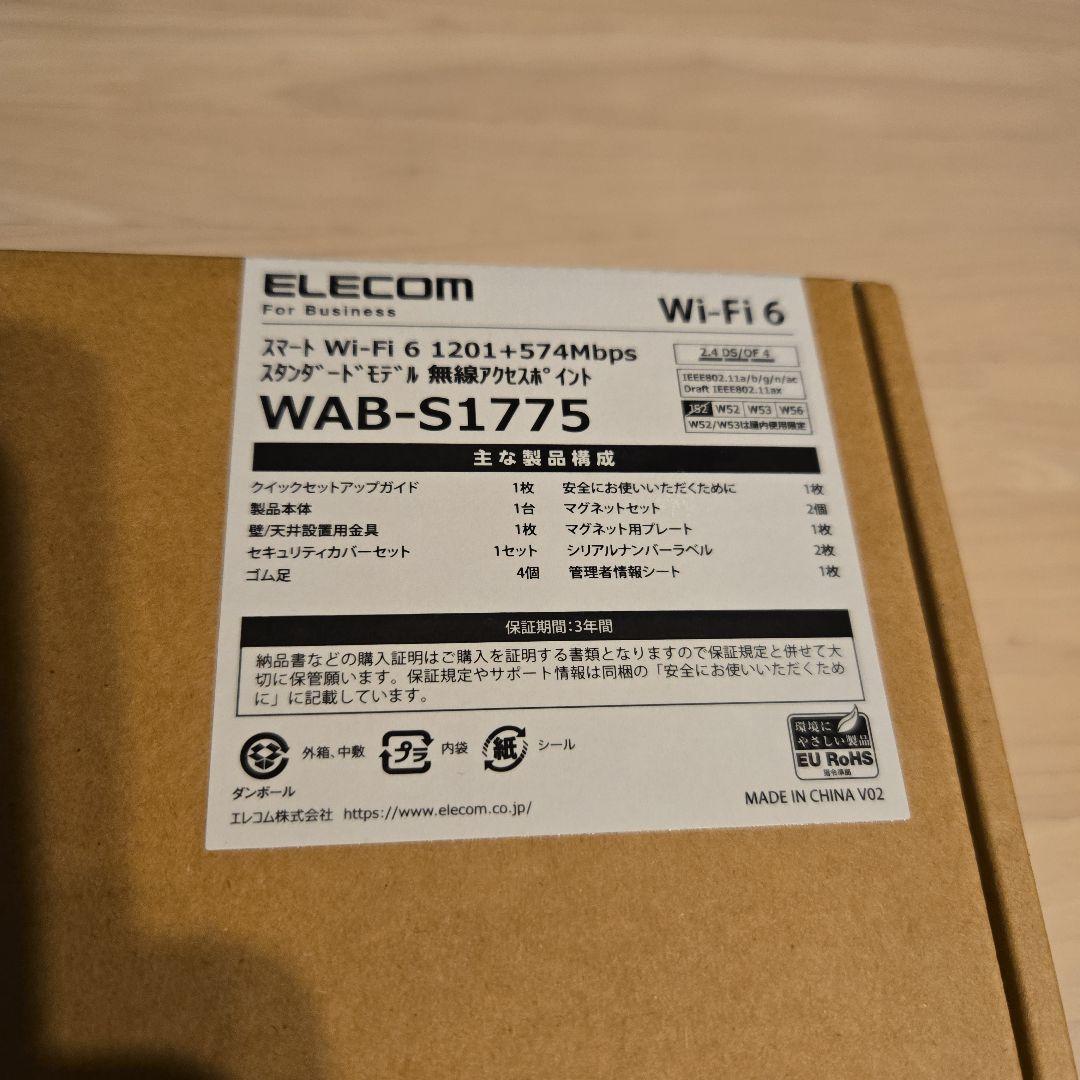 ELECOM
For Business
Wi-Fi 6
スマート Wi-Fi 6 1201+574Mbps
スタンダードモデル 無線アクセスポイント
WAB-S1775
2.4 DS/OF 4
IEEE802.11a/b/g/n/ac
Draft IEEE802.11ax
J52 W52 W53 W56
W52/W53は屋内使用限定
主な製品構成
クイックセットアップガイド 1枚 安全にお使いいただくために 1枚
製品本体 1台 マグネットセット 2個
壁/天井設置用金具 1枚 マグネット用プレート 1枚
セキュリティカバーセット 1セット シリアルナンバーラベル 2枚
ゴム足 4個 管理者情報シート 1枚
保証期間:3年間
納品書などの購入証明はご購入を証明する書類となりますので保証規定と併せて大
切に保管願います。保証規定やサポート情報は同梱の「安全にお使いいただくため
に」に記載しています。
ダンボール
外箱、中敷
プラ
内袋
紙
シール
環境に
やさしい製品
EU RoHS
指令準拠
MADE IN CHINA V02
エレコム株式会社 https://www.elecom.co.jp/